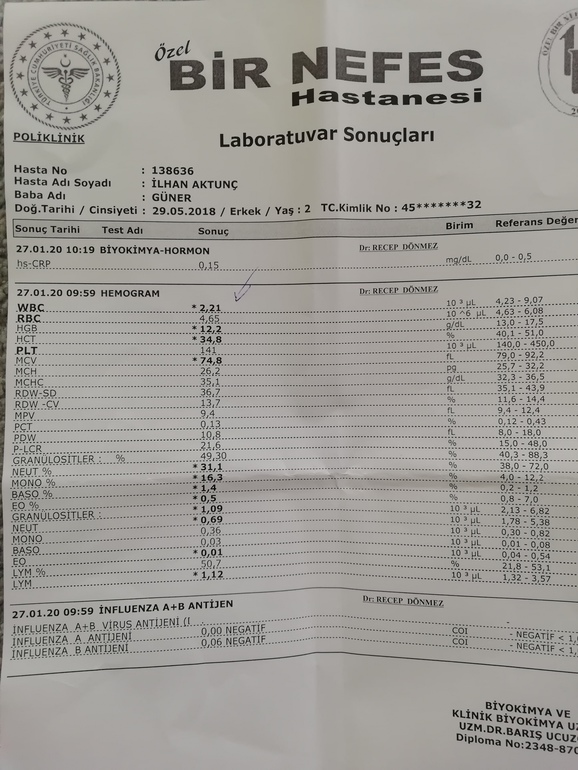 TÜRKİYE CUMHURİYETİ SAĞLIK BAKANLIĞI
Özel
BİR NEFES
Hastanesi
POLİKLİNİK
Laboratuvar Sonuçları
Hasta No : 138636
Hasta Adı Soyadı : İLHAN AKTUNÇ
Baba Adı : GÜNER
Doğ.Tarihi / Cinsiyeti : 29.05.2018 / Erkek / Yaş : 2 TC.Kimlik No : 45*******32
Sonuç Tarihi Test Adı Sonuç Birim Referans Değer
27.01.20 10:19 BİYOKİMYA-HORMON Dr: RECEP DÖNMEZ
hs-CRP 0,15 mg/dL 0,0 - 0,5
27.01.20 09:59 HEMOGRAM Dr: RECEP DÖNMEZ
WBC * 2,21 10 ³ µL 4,23 - 9,07
RBC 4,65 10 ^6 µL 4,63 - 6,08
HGB * 12,2 g/dL 13,0 - 17,5
HCT * 34,8 % 40,1 - 51,0
PLT 141 10 ³ µL 140,0 - 450,0
MCV * 74,8 fL 79,0 - 92,2
MCH 26,2 pg 25,7 - 32,2
MCHC 35,1 g/dL 32,3 - 36,5
RDW-SD 36,7 fL 35,1 - 43,9
RDW -CV 13,7 % 11,6 - 14,4
MPV 9,4 fL 9,4 - 12,4
PCT 0,13 % 0,12 - 0,43
PDW 10,8 fL 8,0 - 18,0
P-LCR 21,6 % 15,0 - 48,0
GRANÜLOSİTLER : % 49,30 % 40,3 - 88,3
NEUT % * 31,1 % 38,0 - 72,0
MONO % * 16,3 % 4,0 - 12,2
BASO % * 1,4 % 0,2 - 1,2
EO % * 0,5 % 0,8 - 7,0
GRANÜLOSİTLER : * 1,09 10 ³ µL 2,13 - 6,82
NEUT * 0,69 10 ³ µL 1,78 - 5,38
MONO 0,36 10 ³ µL 0,30 - 0,82
BASO 0,03 10 ³ µL 0,01 - 0,08
EO * 0,01 10 ³ µL 0,04 - 0,54
LYM % 50,7 % 21,8 - 53,1
LYM * 1,12 10 ³ µL 1,32 - 3,57
27.01.20 09:59 İNFLUENZA A+B ANTİJEN Dr: RECEP DÖNMEZ
İNFLUENZA A+B VİRUS ANTİJENİ (İ . -
İNFLUENZA A ANTİJENİ 0,00 NEGATİF COI - NEGATİF < 1,
İNFLUENZA B ANTİJENİ 0,06 NEGATİF COI - NEGATİF < 1,
BİYOKİMYA VE
KLİNİK BİYOKİMYA UZ
UZM.DR.BARIŞ UCUZ
Diploma No:2348-870